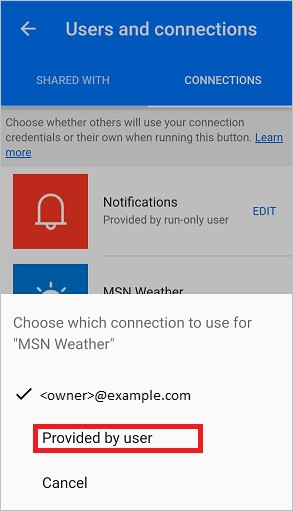 Users and connections
SHARED WITH
CONNECTIONS
Choose whether others will use your connection
credentials or their own when running this button. Learn
more
Notifications
Provided by run-only user
EDIT
MSN Weather
Choose which connection to use for
"MSN Weather"
<owner>@example.com
Provided by user
Cancel